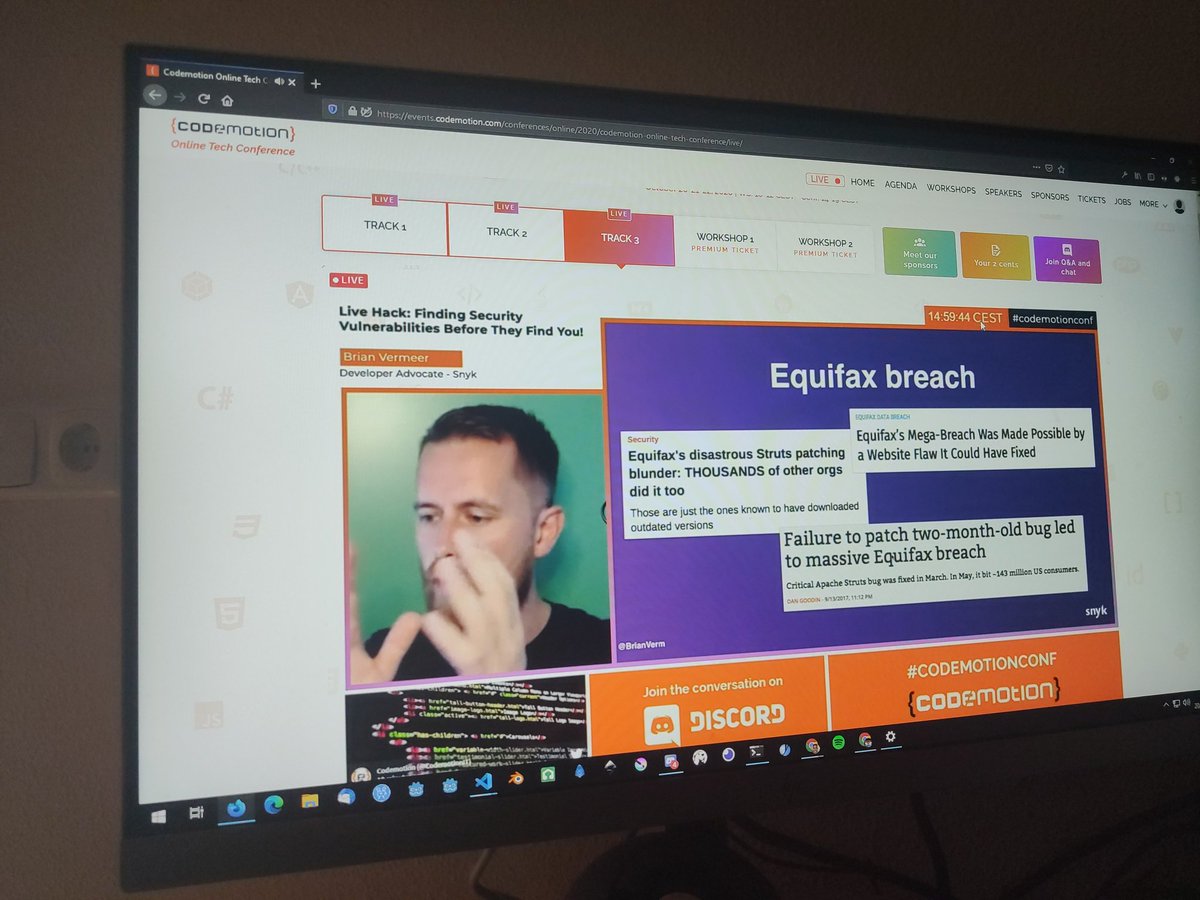 Codemotion Online Tech C
https://events.codemotion.com/conferences/online/2020/codemotion-online-tech-conference/live/
{CODEMOTION}
Online Tech Conference
LIVE
HOME
AGENDA
WORKSHOPS
SPEAKERS
SPONSORS
TICKETS
JOBS
MORE
LIVE
TRACK 1
LIVE
TRACK 2
LIVE
TRACK 3
WORKSHOP 1
PREMIUM TICKET
WORKSHOP 2
PREMIUM TICKET
Meet our
sponsors
Your 2 cents
Join Q&A and
chat
LIVE
Live Hack: Finding Security
Vulnerabilities Before They Find You!
Brian Vermeer
Developer Advocate - Snyk
14:59:44 CEST
#codemotionconf
Equifax breach
Security
Equifax's disastrous Struts patching
blunder: THOUSANDS of other orgs
did it too
Those are just the ones known to have downloaded
outdated versions
EQUIFAX DATA BREACH
Equifax's Mega-Breach Was Made Possible by
a Website Flaw It Could Have Fixed
Failure to patch two-month-old bug led
to massive Equifax breach
Critical Apache Struts bug was fixed in March. In May, it bit ~143 million US consumers.
DAN GOODIN - 9/13/2017, 11:12 PM
@BrianVerm
snyk
Join the conversation on
DISCORD
#CODEMOTIONCONF
{CODEMOTION}
C#
JS